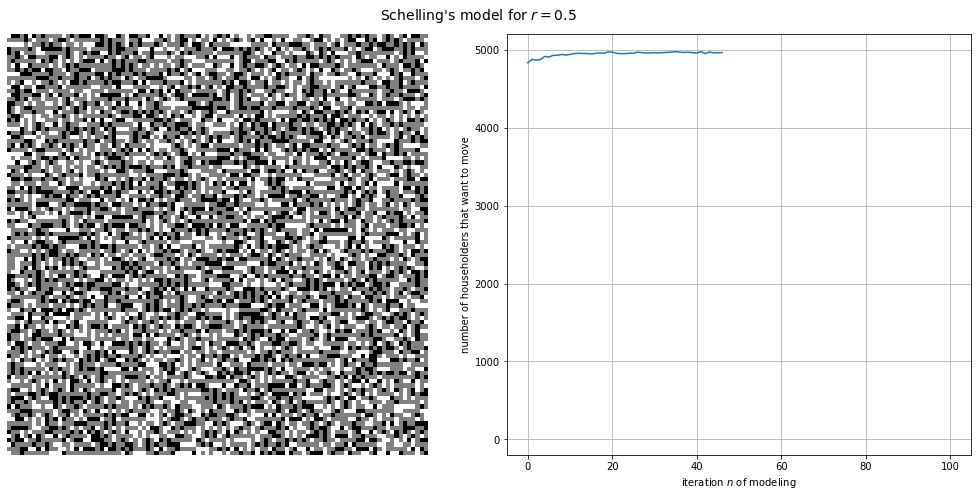 Schelling's model for r = 0.5
number of householders that want to move
5000
4000
3000
2000
1000
0
0 20 40 60 80 100
iteration n of modeling